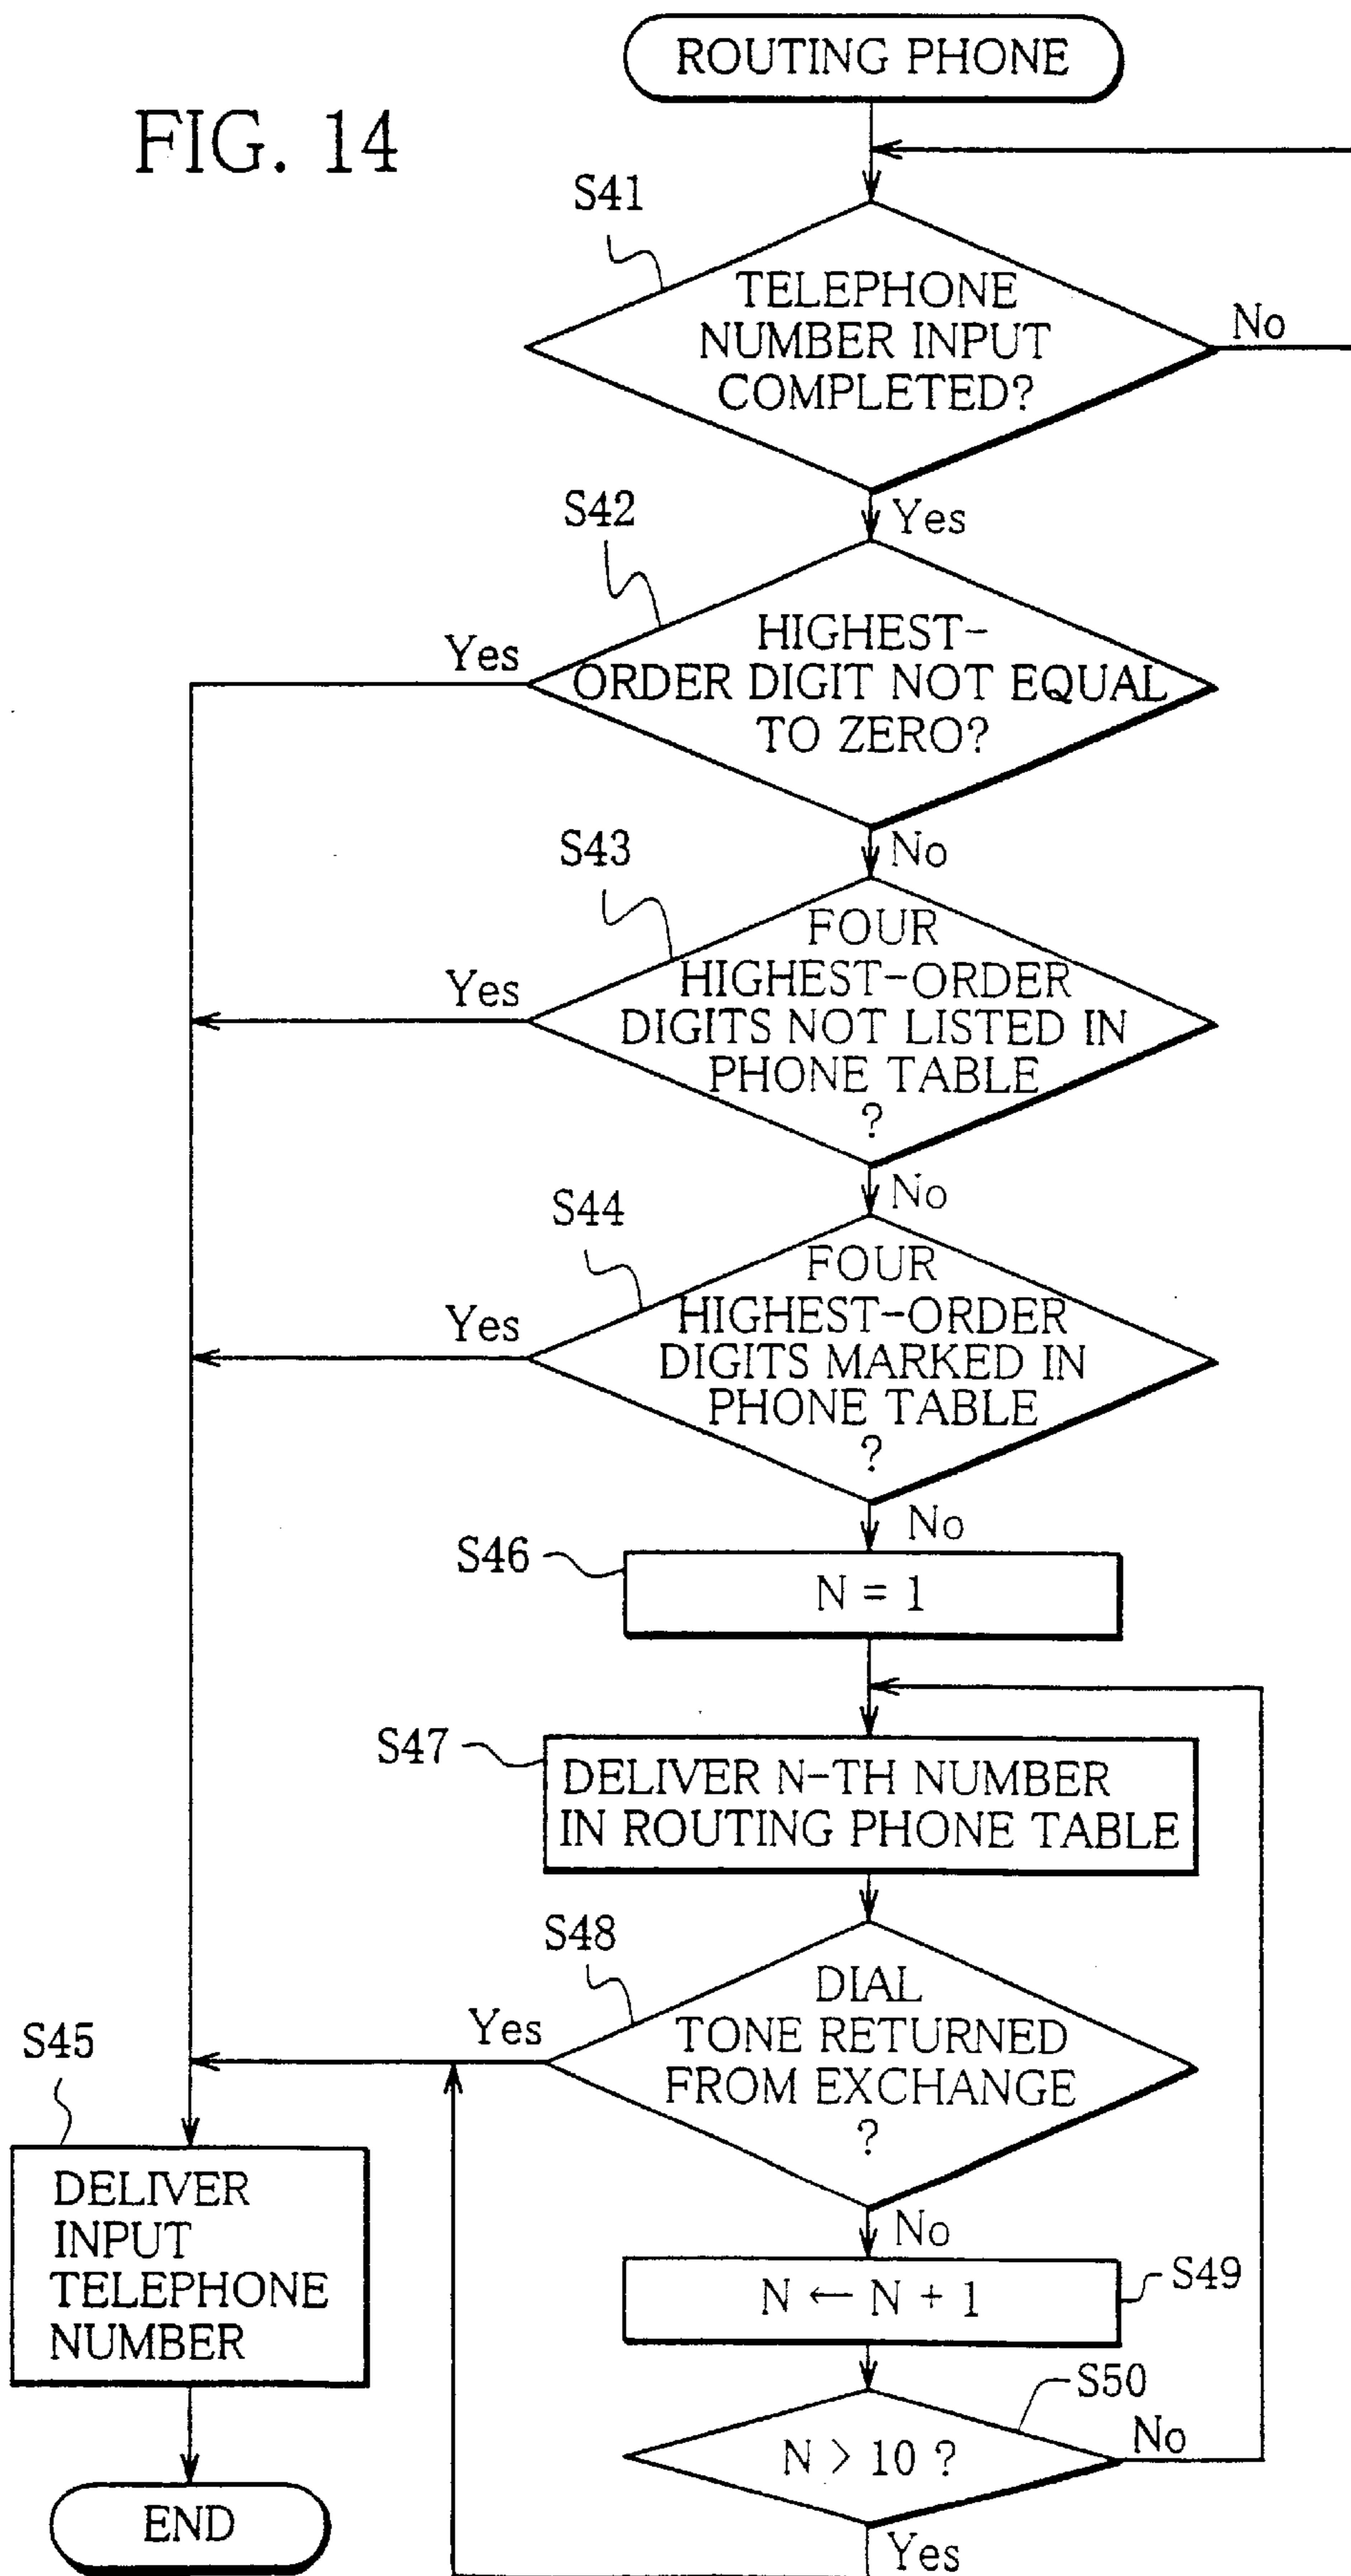 ROUTING PHONE
FIG. 14
S41
TELEPHONE
NUMBER INPUT
COMPLETED?
No
Yes
S42
HIGHEST-
ORDER DIGIT NOT EQUAL
TO ZERO?
Yes
No
S43
FOUR
HIGHEST-ORDER
DIGITS NOT LISTED IN
PHONE TABLE
?
Yes
No
S44
FOUR
HIGHEST-ORDER
DIGITS MARKED IN
PHONE TABLE
?
Yes
No
S46
N = 1
S47
DELIVER N-TH NUMBER
IN ROUTING PHONE TABLE
S48
DIAL
TONE RETURNED
FROM EXCHANGE
?
Yes
No
S45
DELIVER
INPUT
TELEPHONE
NUMBER
S49
N ← N + 1
S50
N > 10 ?
No
Yes
END